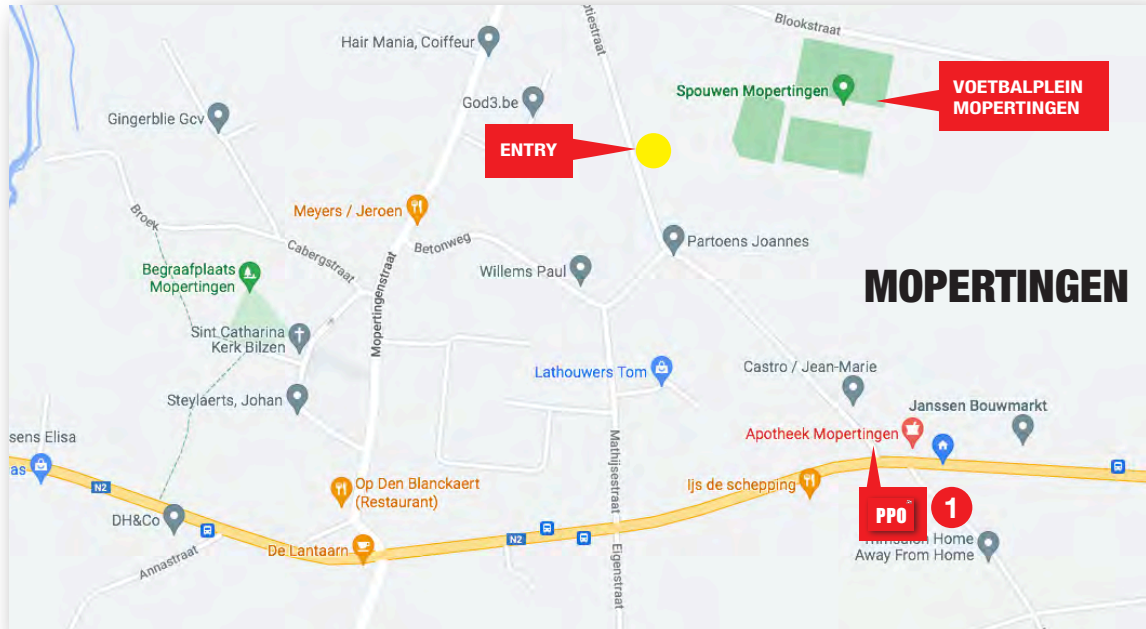 Blookstraat
Hair Mania, Coiffeur
Spouwen Mopertingen
VOETBALPLEIN
MOPERTINGEN
God3.be
Gingerblie Gcv
ENTRY
Meyers / Jeroen
Broek
Betonweg
Partoens Joannes
Cabergstraat
Willems Paul
Begraafplaats
Mopertingen
MOPERTINGEN
Mopertingenstraat
Sint Catharina
Kerk Bilzen
Lathouwers Tom
Castro / Jean-Marie
Steylaerts, Johan
Janssen Bouwmarkt
Apotheek Mopertingen
sens Elisa
as
Mathijsstraat
Op Den Blanckaert
(Restaurant)
Ijs de schepping
N2
PPO
1
DH&Co
N2
Home
Away From Home
De Lantaarn
Annastraat
Eigenstraat